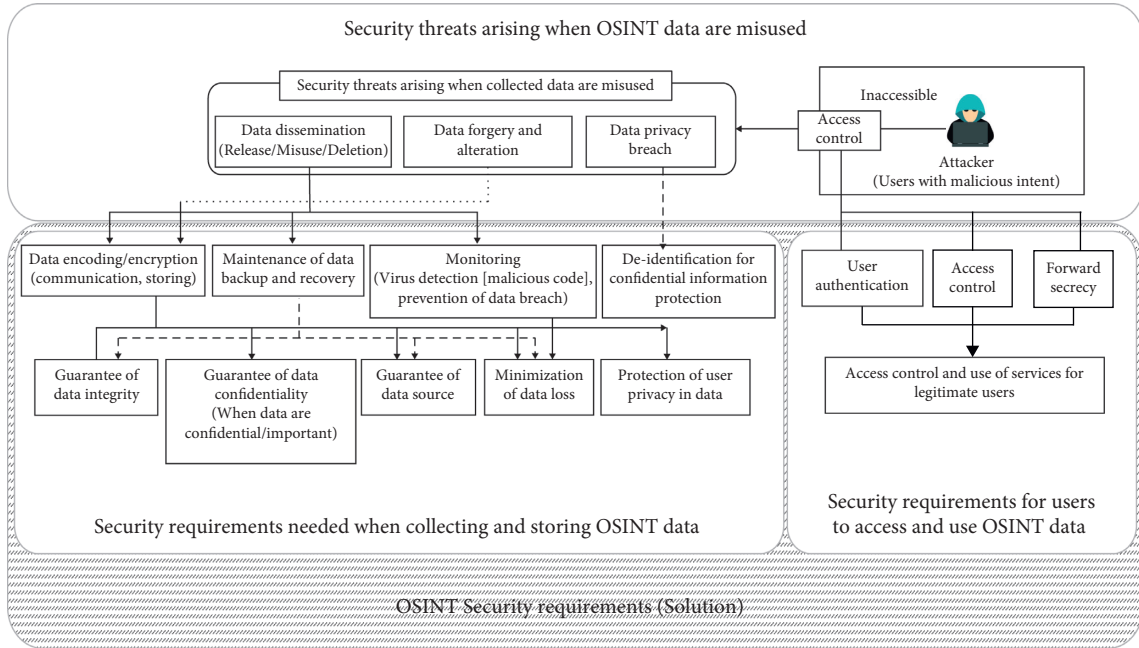 Security threats arising when OSINT data are misused
Security threats arising when collected data are misused
Data dissemination
(Release/Misuse/Deletion)
Data forgery and
alteration
Data privacy
breach
Access
control
Inaccessible
Attacker
(Users with malicious intent)
Data encoding/encryption
(communication, storing)
Maintenance of data
backup and recovery
Monitoring
(Virus detection [malicious code],
prevention of data breach)
De-identification for
confidential information
protection
User
authentication
Access
control
Forward
secrecy
Guarantee of
data integrity
Guarantee of data
confidentiality
(When data are
confidential/important)
Guarantee of
data source
Minimization
of data loss
Protection of user
privacy in data
Access control and use of services for
legitimate users
Security requirements needed when collecting and storing OSINT data
Security requirements for users
to access and use OSINT data
OSINT Security requirements (Solution)